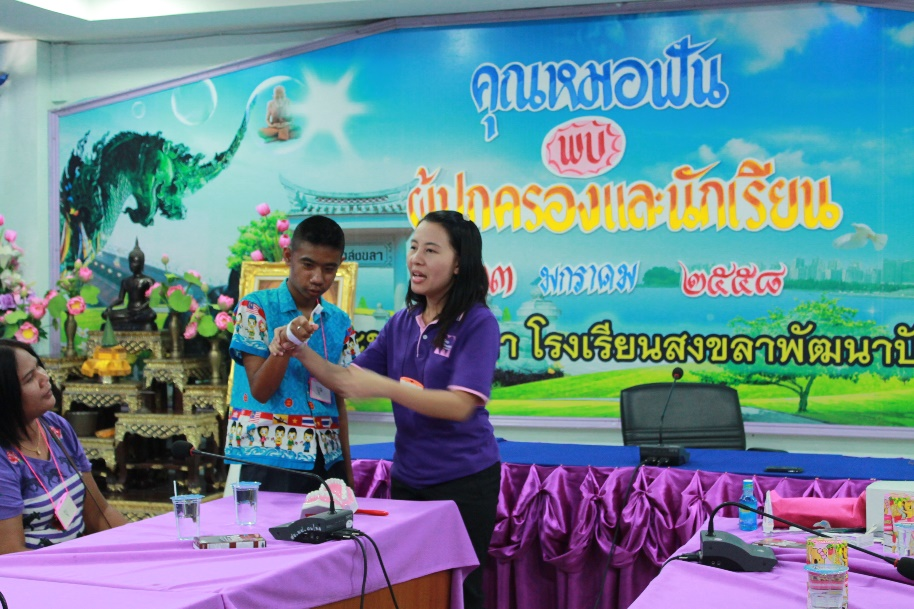 คุณหมอฟัน
พบ
ผู้ปกครองและนักเรียน
๓ มกราคม ๒๕๕๘
โรงเรียนสงขลาพัฒนาปั